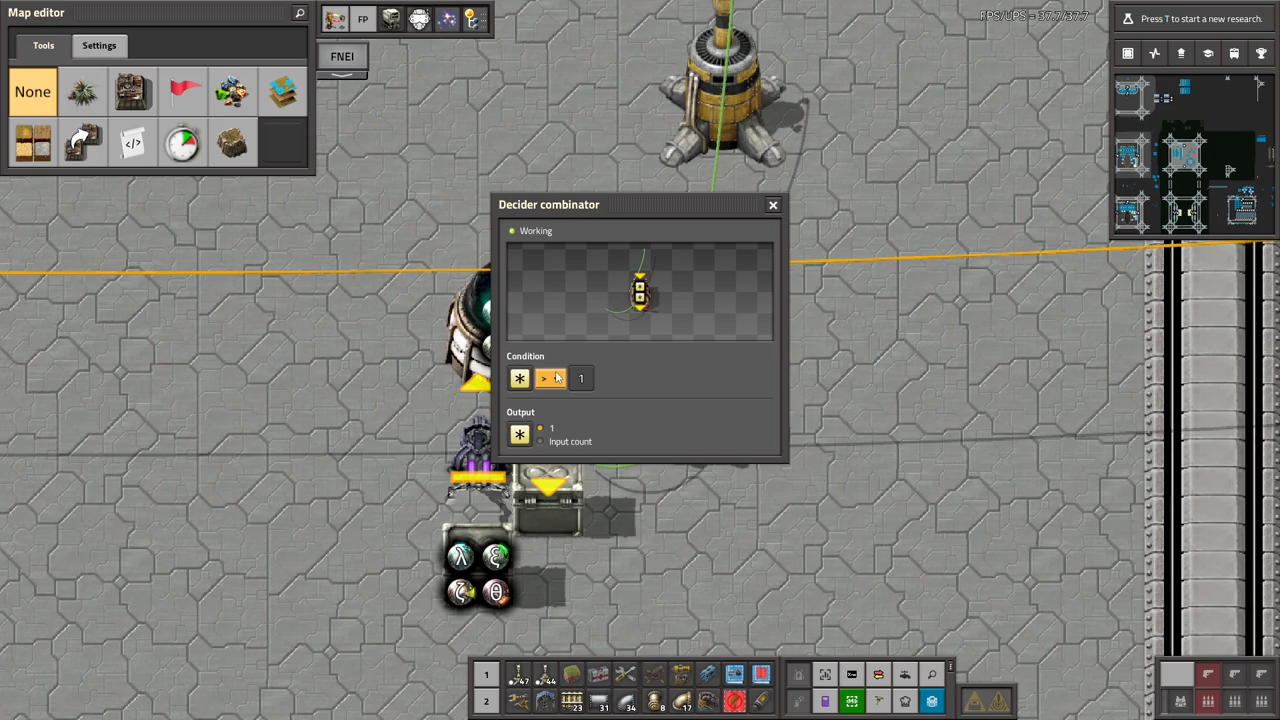 Map editor
Tools
Settings
None
</>
FP
FNEI
FPS/UPS = 37.7/37.7
Press T to start a new research.
Decider combinator
Working
Condition
* > 1
Output
*
1
Input count
λ ξ
ζ θ
1
47
44
2
23
31
34
8
17